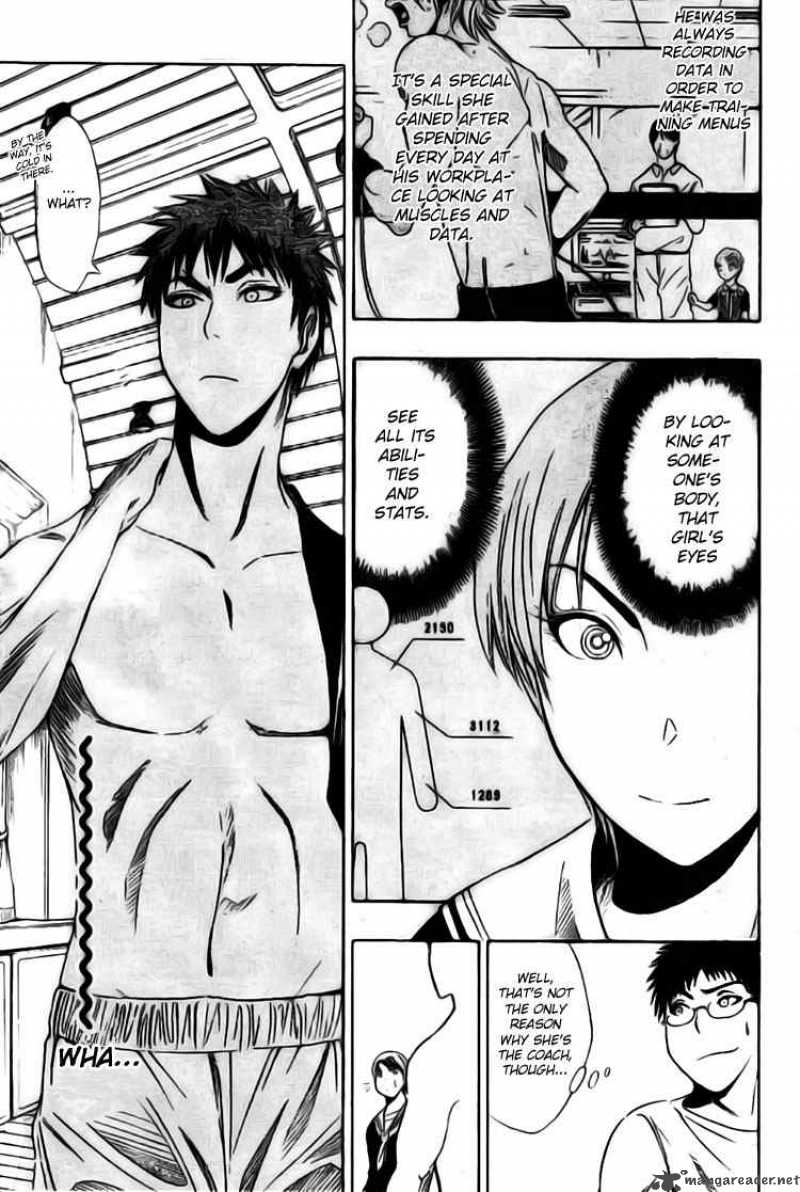 HE WAS
ALWAYS
RECORDING
DATA IN
ORDER TO
MAKE TRAI-
NING MENUS
IT'S A SPECIAL
SKILL SHE
GAINED AFTER
SPENDING
EVERY DAY AT
HIS WORKPLA-
CE LOOKING AT
MUSCLES AND
DATA.
BY LOO-
KING AT
SOME-
ONE'S
BODY,
THAT
GIRL'S
EYES
SEE
ALL ITS
ABILI-
TIES
AND
STATS.
2150
3112
1289
WELL,
THAT'S NOT
THE ONLY
REASON
WHY SHE'S
THE COACH,
THOUGH...
...
WHAT?
BY THE
WAY, IT'S
COLD IN
THERE.
WHA...
mangareader.net